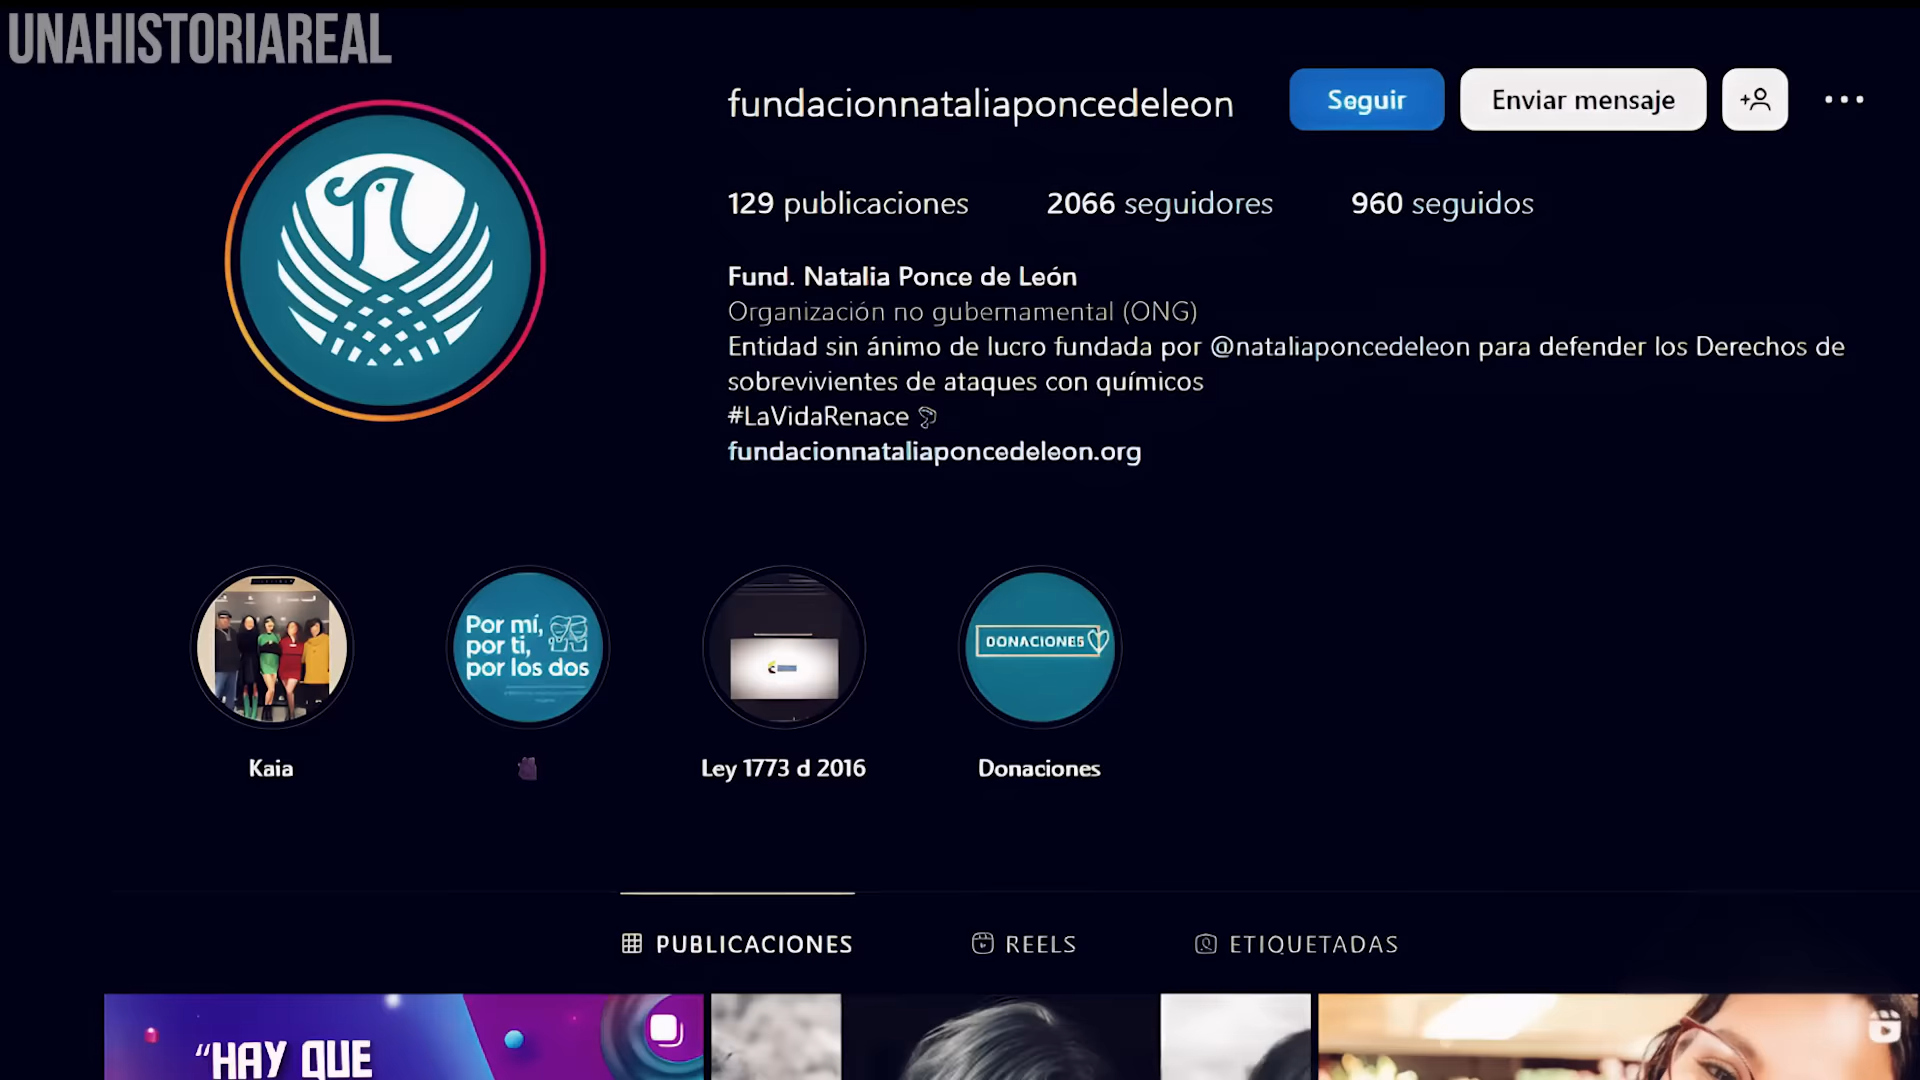 UNAHISTORIAREAL
fundacionnataliaponcedeleon
Seguir
Enviar mensaje
129 publicaciones
2066 seguidores
960 seguidos
Fund. Natalia Ponce de León
Organización no gubernamental (ONG)
Entidad sin ánimo de lucro fundada por @nataliaponcedeleon para defender los Derechos de
sobrevivientes de ataques con químicos
#LaVidaRenace
fundacionnataliaponcedeleon.org
Por mí,
por ti,
por los dos
DONACIONES
Kaia
Ley 1773 d 2016
Donaciones
PUBLICACIONES
REELS
ETIQUETADAS
“HAY QUE